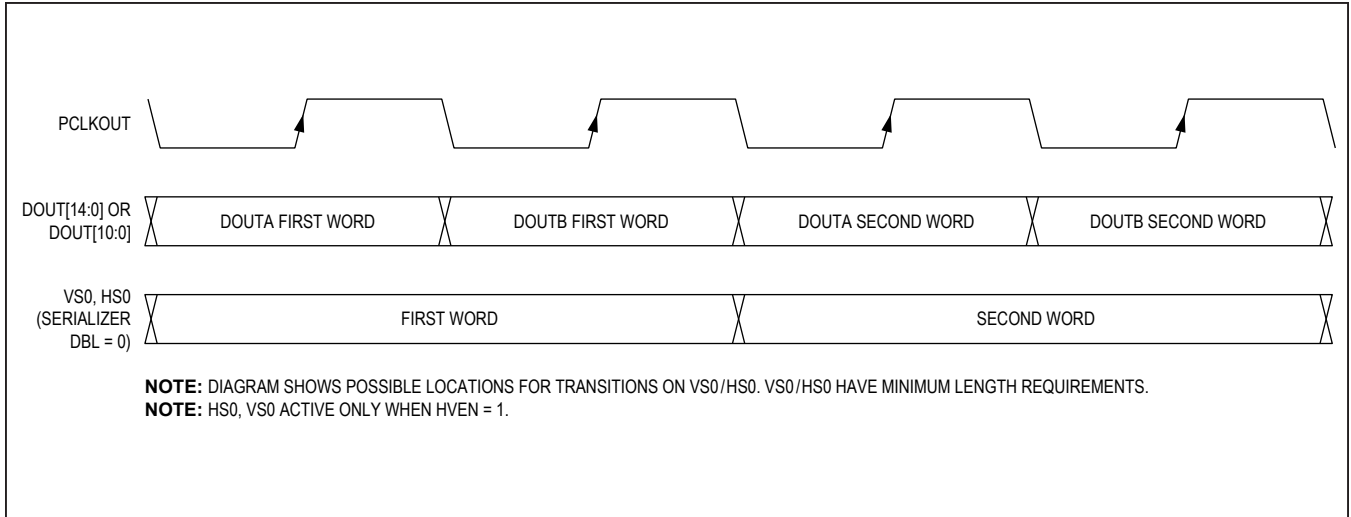 PCLKOUT
DOUT[14:0] OR
DOUT[10:0]
DOUTA FIRST WORD
DOUTB FIRST WORD
DOUTA SECOND WORD
DOUTB SECOND WORD
VS0, HS0
(SERIALIZER
DBL = 0)
FIRST WORD
SECOND WORD
NOTE: DIAGRAM SHOWS POSSIBLE LOCATIONS FOR TRANSITIONS ON VS0/HS0. VS0/HS0 HAVE MINIMUM LENGTH REQUIREMENTS.
NOTE: HS0, VS0 ACTIVE ONLY WHEN HVEN = 1.